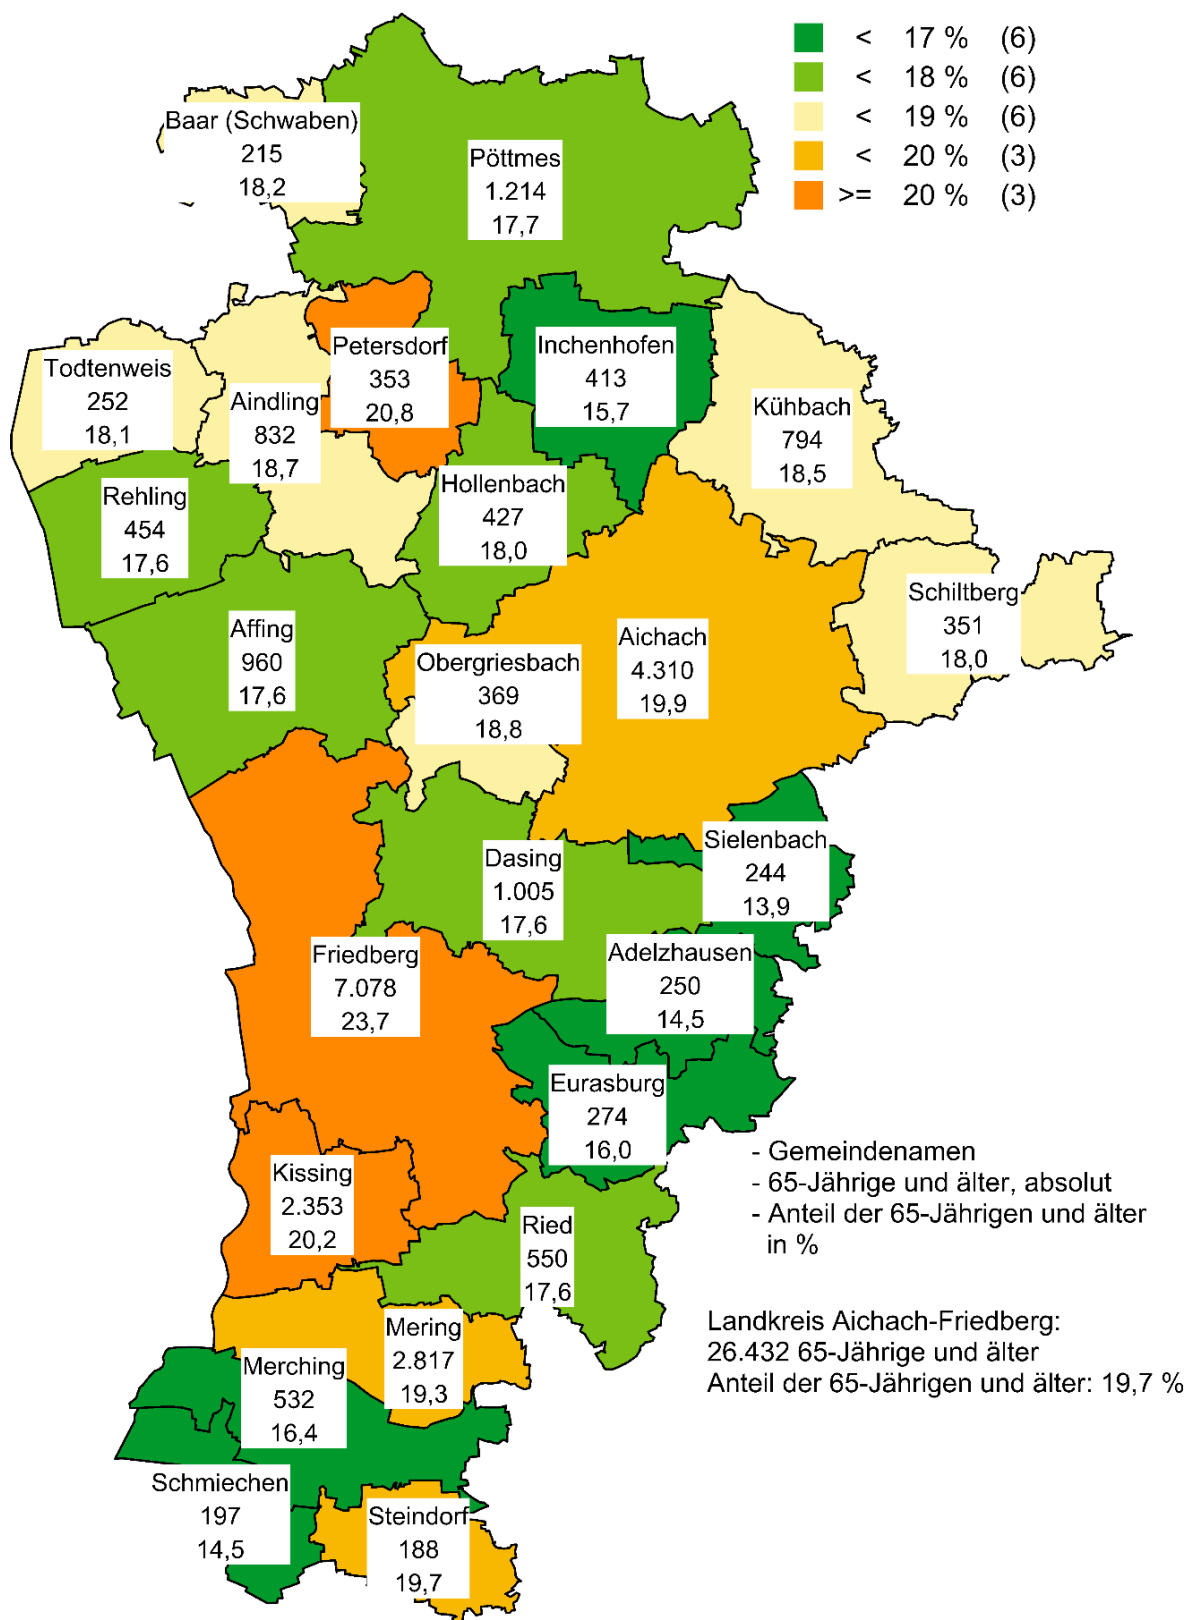 < 17 % (6)
< 18 % (6)
< 19 % (6)
< 20 % (3)
>= 20 % (3)
Baar (Schwaben)
215
18,2
Pöttmes
1.214
17,7
Petersdorf
353
20,8
Inchenhofen
413
15,7
Todtenweis
252
18,1
Aindling
832
18,7
Kühbach
794
18,5
Rehling
454
17,6
Hollenbach
427
18,0
Schiltberg
351
18,0
Affing
960
17,6
Obergriesbach
369
18,8
Aichach
4.310
19,9
Dasing
1.005
17,6
Sielenbach
244
13,9
Friedberg
7.078
23,7
Adelzhausen
250
14,5
Eurasburg
274
16,0
Kissing
2.353
20,2
Ried
550
17,6
- Gemeindenamen
- 65-Jährige und älter, absolut
- Anteil der 65-Jährigen und älter
in %
Mering
2.817
19,3
Landkreis Aichach-Friedberg:
26.432 65-Jährige und älter
Anteil der 65-Jährigen und älter: 19,7 %
Merching
532
16,4
Schmiechen
197
14,5
Steindorf
188
19,7